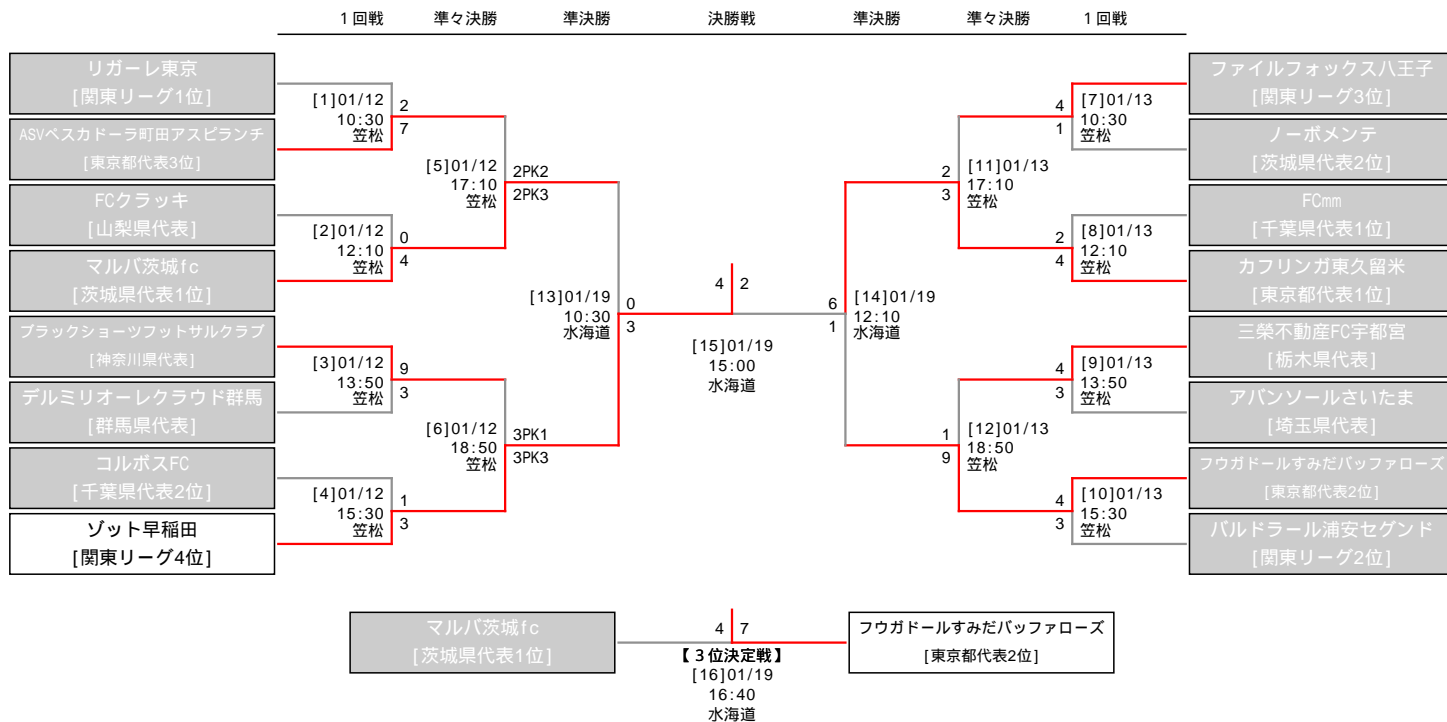 １回戦 準々決勝 準決勝 決勝戦 準決勝 準々決勝 １回戦
リガーレ東京
[関東リーグ1位]
ASVペスカドーラ町田アスピランチ
[東京都代表3位]
FCクラッキ
[山梨県代表]
マルバ茨城fc
[茨城県代表1位]
ブラックショーツフットサルクラブ
[神奈川県代表]
デルミリオーレクラウド群馬
[群馬県代表]
コルボスFC
[千葉県代表2位]
ゾット早稲田
[関東リーグ4位]
[1]01/12
10:30
笠松
2
7
[2]01/12
12:10
笠松
0
4
[3]01/12
13:50
笠松
9
3
[4]01/12
15:30
笠松
1
3
[5]01/12
17:10
笠松
2PK2
2PK3
[6]01/12
18:50
笠松
3PK1
3PK3
[13]01/19
10:30
水海道
0
3
4 2
[15]01/19
15:00
水海道
6
1
[14]01/19
12:10
水海道
2
3
[11]01/13
17:10
笠松
1
9
[12]01/13
18:50
笠松
4
1
[7]01/13
10:30
笠松
2
4
[8]01/13
12:10
笠松
4
3
[9]01/13
13:50
笠松
4
3
[10]01/13
15:30
笠松
ファイルフォックス八王子
[関東リーグ3位]
ノーボメンテ
[茨城県代表2位]
FCmm
[千葉県代表1位]
カフリンガ東久留米
[東京都代表1位]
三榮不動産FC宇都宮
[栃木県代表]
アバンソールさいたま
[埼玉県代表]
フウガドールすみだバッファローズ
[東京都代表2位]
バルドラール浦安セグンド
[関東リーグ2位]
マルバ茨城fc
[茨城県代表1位]
4 7
【３位決定戦】
[16]01/19
16:40
水海道
フウガドールすみだバッファローズ
[東京都代表2位]